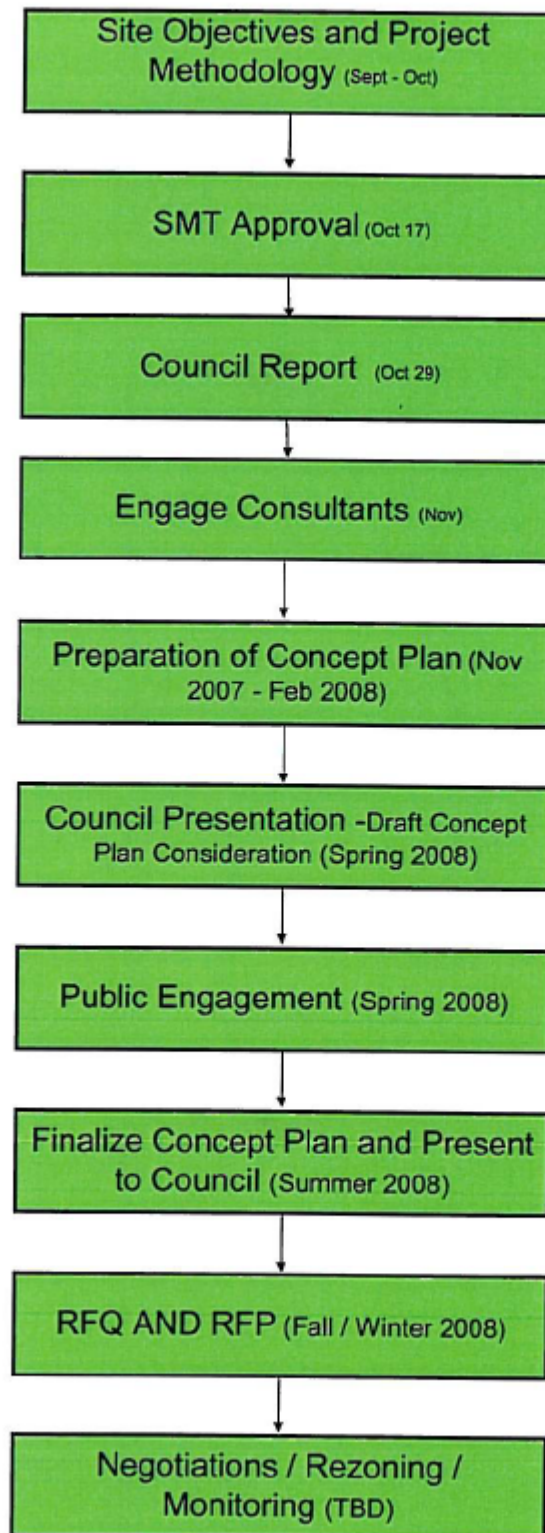 Site Objectives and Project
Methodology (Sept - Oct)
SMT Approval (Oct 17)
Council Report (Oct 29)
Engage Consultants (Nov)
Preparation of Concept Plan (Nov
2007 - Feb 2008)
Council Presentation -Draft Concept
Plan Consideration (Spring 2008)
Public Engagement (Spring 2008)
Finalize Concept Plan and Present
to Council (Summer 2008)
RFQ AND RFP (Fall / Winter 2008)
Negotiations / Rezoning /
Monitoring (TBD)